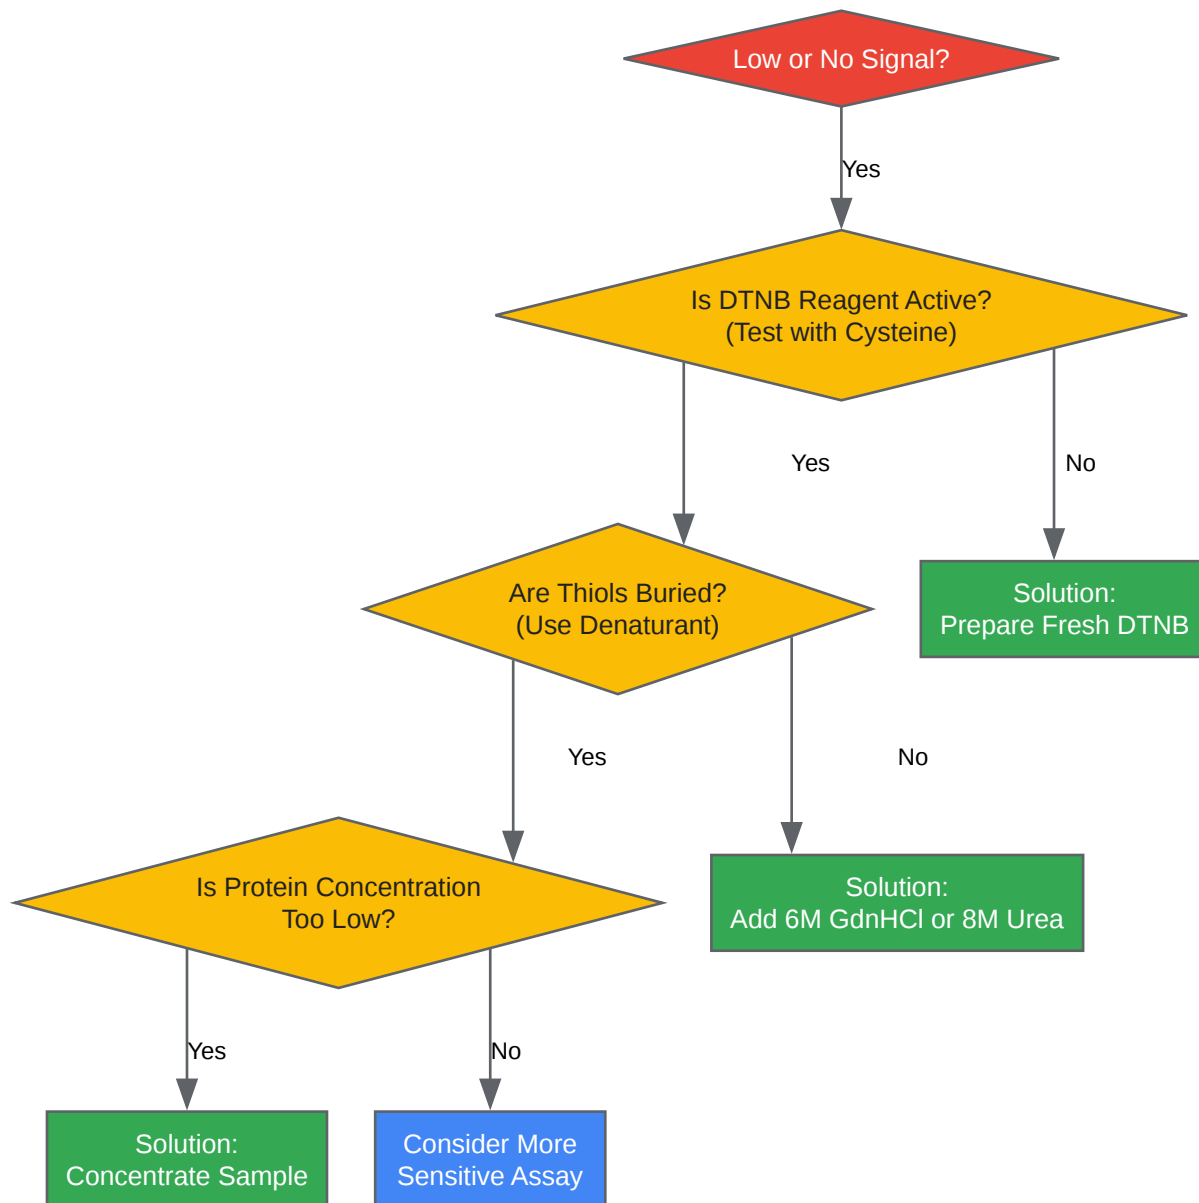 Low or No Signal?
Yes
Is DTNB Reagent Active?
(Test with Cysteine)
Yes
No
Are Thiols Buried?
(Use Denaturant)
Solution:
Prepare Fresh DTNB
Yes
No
Is Protein Concentration
Too Low?
Solution:
Add 6M GdnHCl or 8M Urea
Yes
No
Solution:
Concentrate Sample
Consider More
Sensitive Assay